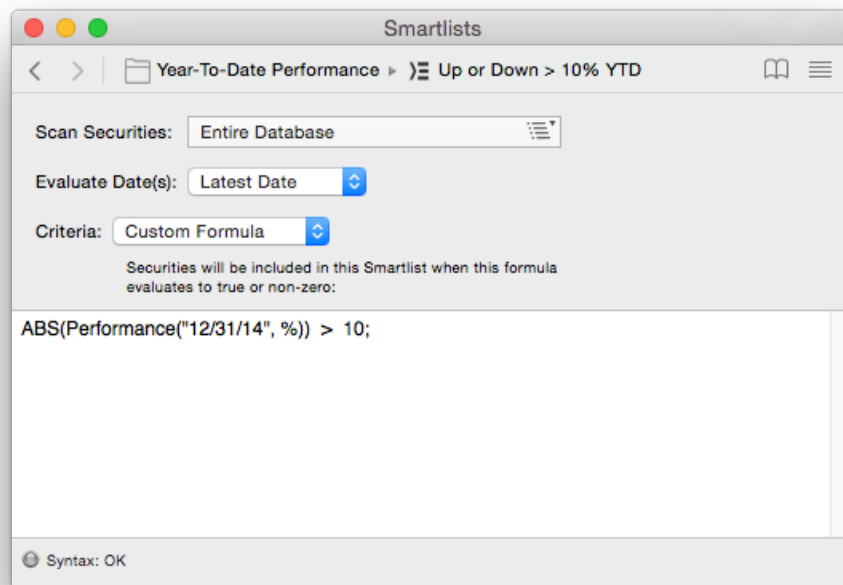 Smartlists
Year-To-Date Performance Up or Down > 10% YTD
Scan Securities: Entire Database
Evaluate Date(s): Latest Date
Criteria: Custom Formula
Securities will be included in this Smartlist when this formula
evaluates to true or non-zero:
ABS(Performance("12/31/14", %)) > 10;
Syntax: OK